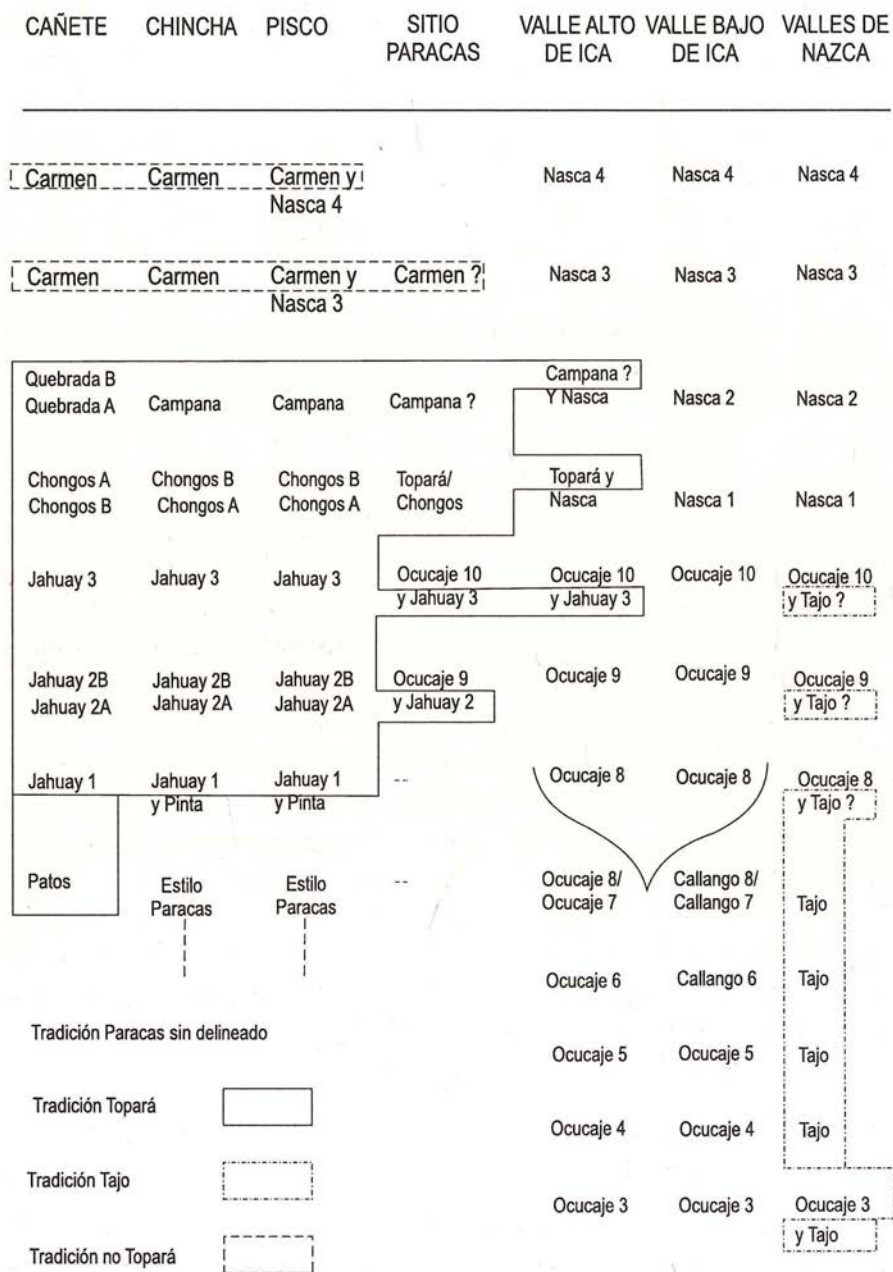 CAÑETE CHINCHA PISCO SITIO VALLE ALTO VALLE BAJO VALLES DE
PARACAS DE ICA DE ICA NAZCA
Carmen Carmen Carmen y Nasca 4 Nasca 4 Nasca 4
Nasca 4
Carmen Carmen Carmen y Carmen ? Nasca 3 Nasca 3 Nasca 3
Nasca 3
Quebrada B Campana ?
Quebrada A Campana Campana Campana ? Y Nasca Nasca 2 Nasca 2
Chongos A Chongos B Chongos B Topará/ Topará y
Chongos B Chongos A Chongos A Chongos Nasca Nasca 1 Nasca 1
Jahuay 3 Jahuay 3 Jahuay 3 Ocucaje 10 Ocucaje 10 Ocucaje 10 Ocucaje 10
y Jahuay 3 y Jahuay 3 y Tajo ?
Jahuay 2B Jahuay 2B Jahuay 2B Ocucaje 9 Ocucaje 9 Ocucaje 9 Ocucaje 9
Jahuay 2A Jahuay 2A Jahuay 2A y Jahuay 2 y Tajo ?
Jahuay 1 Jahuay 1 Jahuay 1 -- Ocucaje 8 Ocucaje 8 Ocucaje 8
y Pinta y Pinta y Tajo ?
Patos Estilo Estilo -- Ocucaje 8/ Callango 8/
Paracas Paracas Ocucaje 7 Callango 7 Tajo
Ocucaje 6 Callango 6 Tajo
Tradición Paracas sin delineado
Ocucaje 5 Ocucaje 5 Tajo
Tradición Topará
Ocucaje 4 Ocucaje 4 Tajo
Tradición Tajo
Ocucaje 3 Ocucaje 3 Ocucaje 3
y Tajo
Tradición no Topará